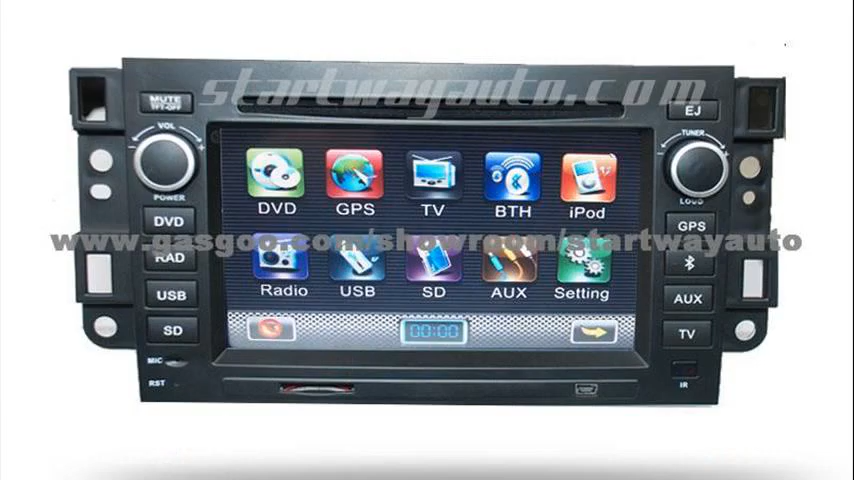 startwayauto.com
MUTE
TFT-OFF
EJ
VOL
TUNER
POWER
LOUD
DVD GPS TV BTH iPod
DVD
GPS
www.gasgoo.com/showroom/startwayauto
RAD
Radio USB SD AUX Setting
USB
AUX
SD
00:00
TV
MIC
RST
IR